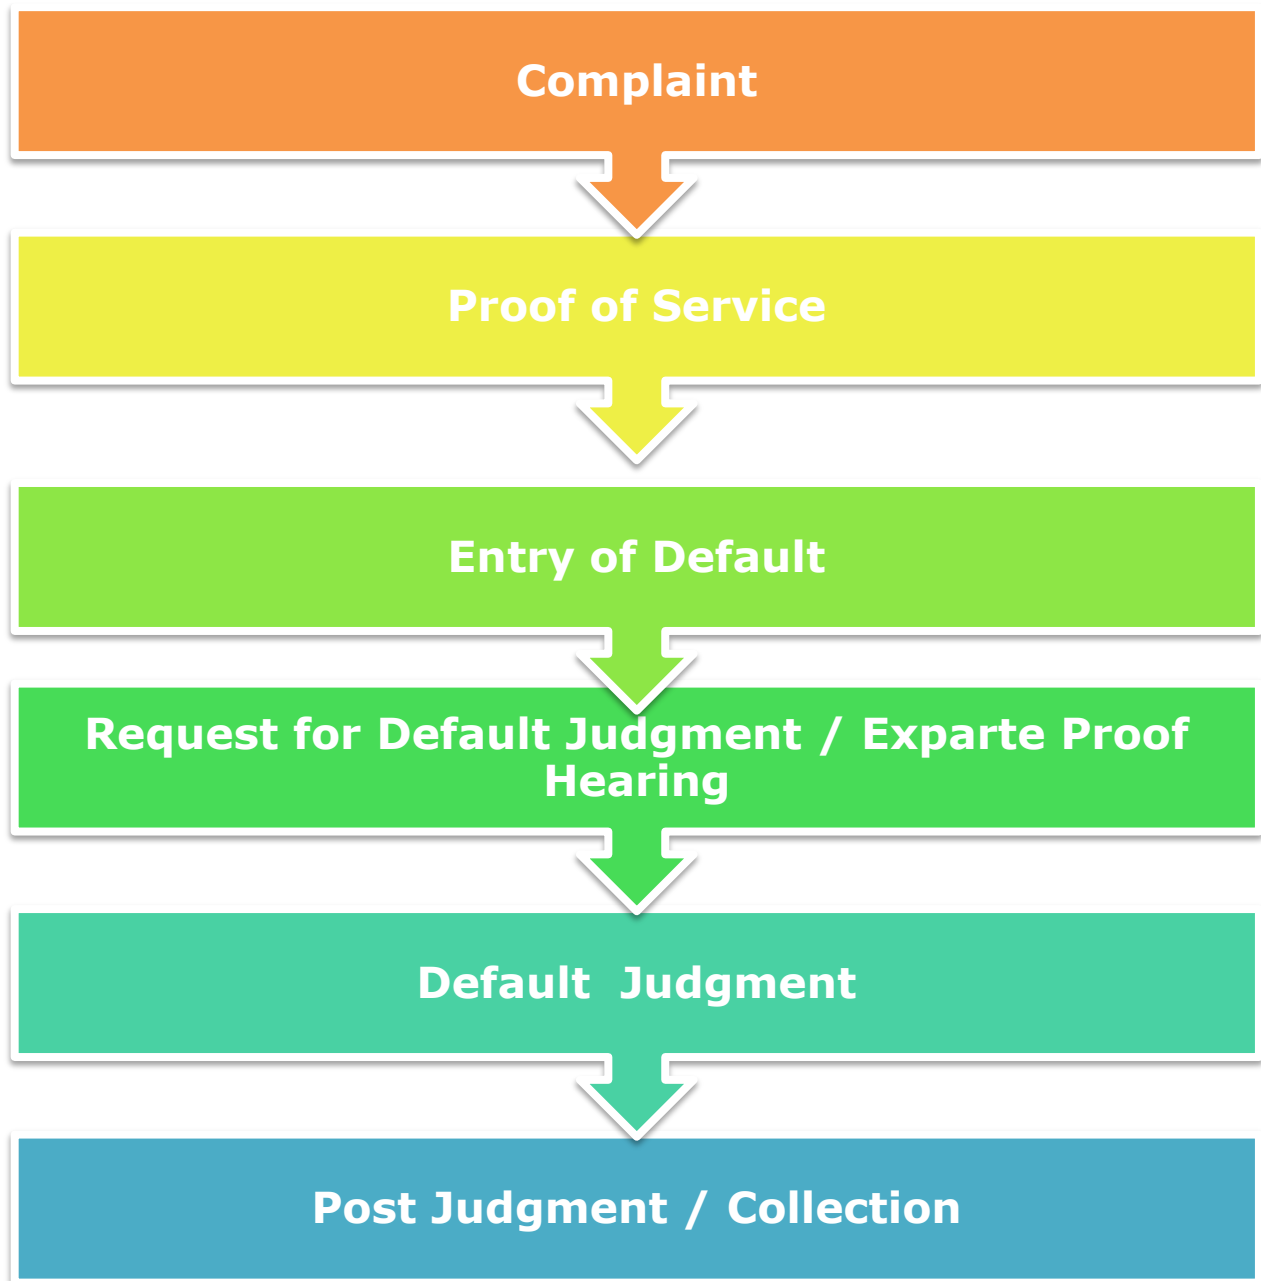 Complaint
Proof of Service
Entry of Default
Request for Default Judgment / Exparte Proof
Hearing
Default  Judgment
Post Judgment / Collection